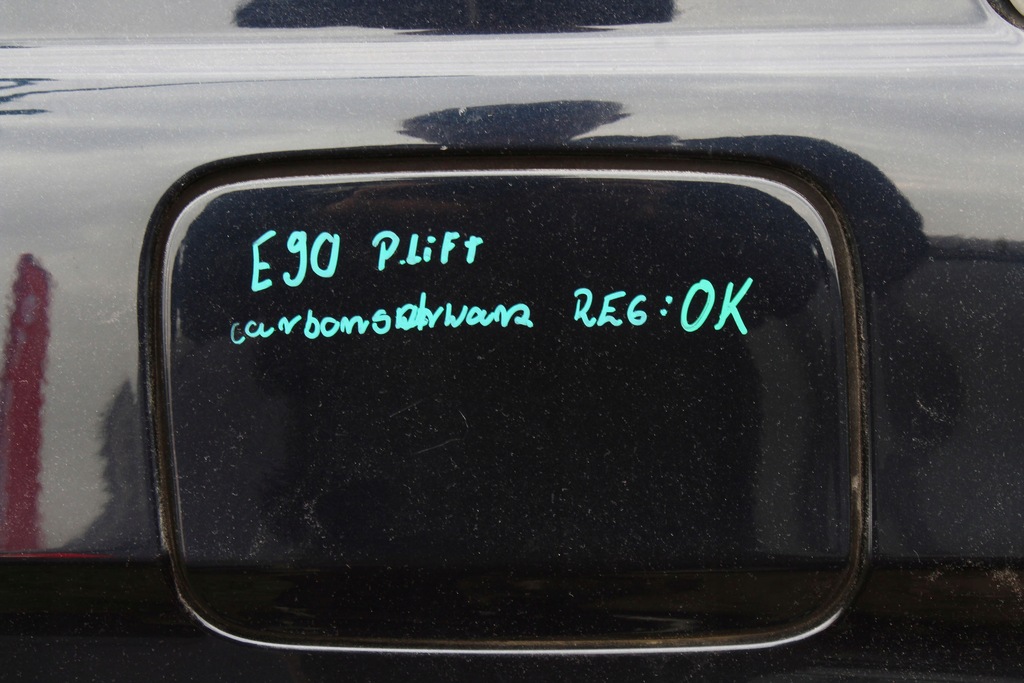 E90 P.LiFt
carbonschwarz REG: OK